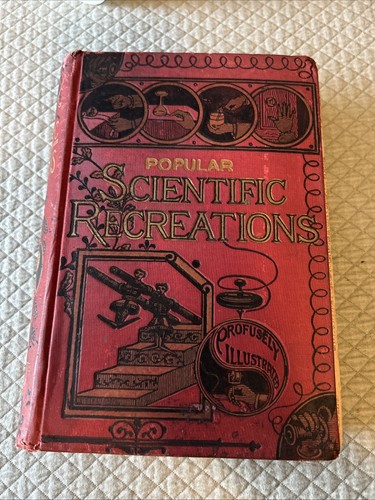 POPULAR
SCIENTIFIC
RECREATIONS
PROFUSELY
ILLUSTRATED